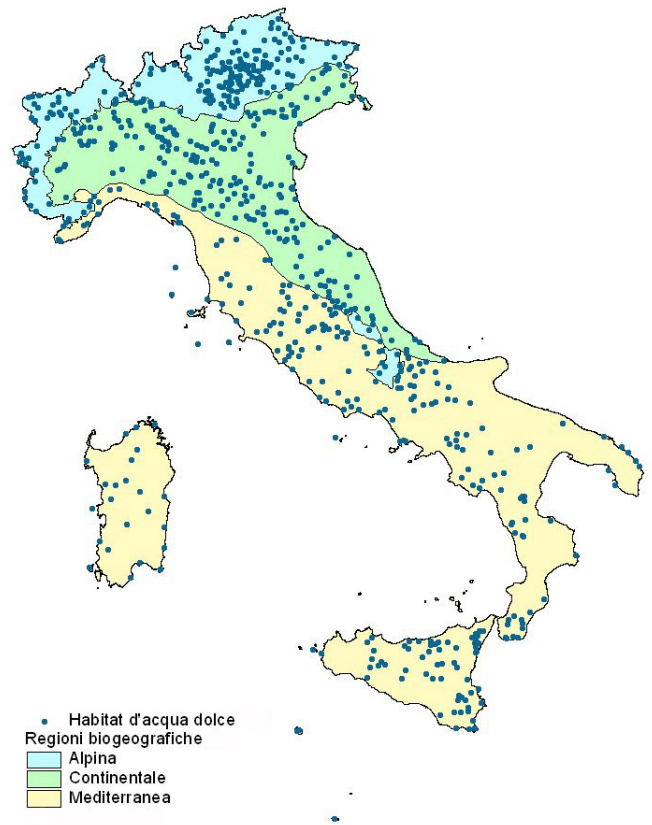 Habitat d'acqua dolce
Regioni biogeografiche
Alpina
Continentale
Mediterranea